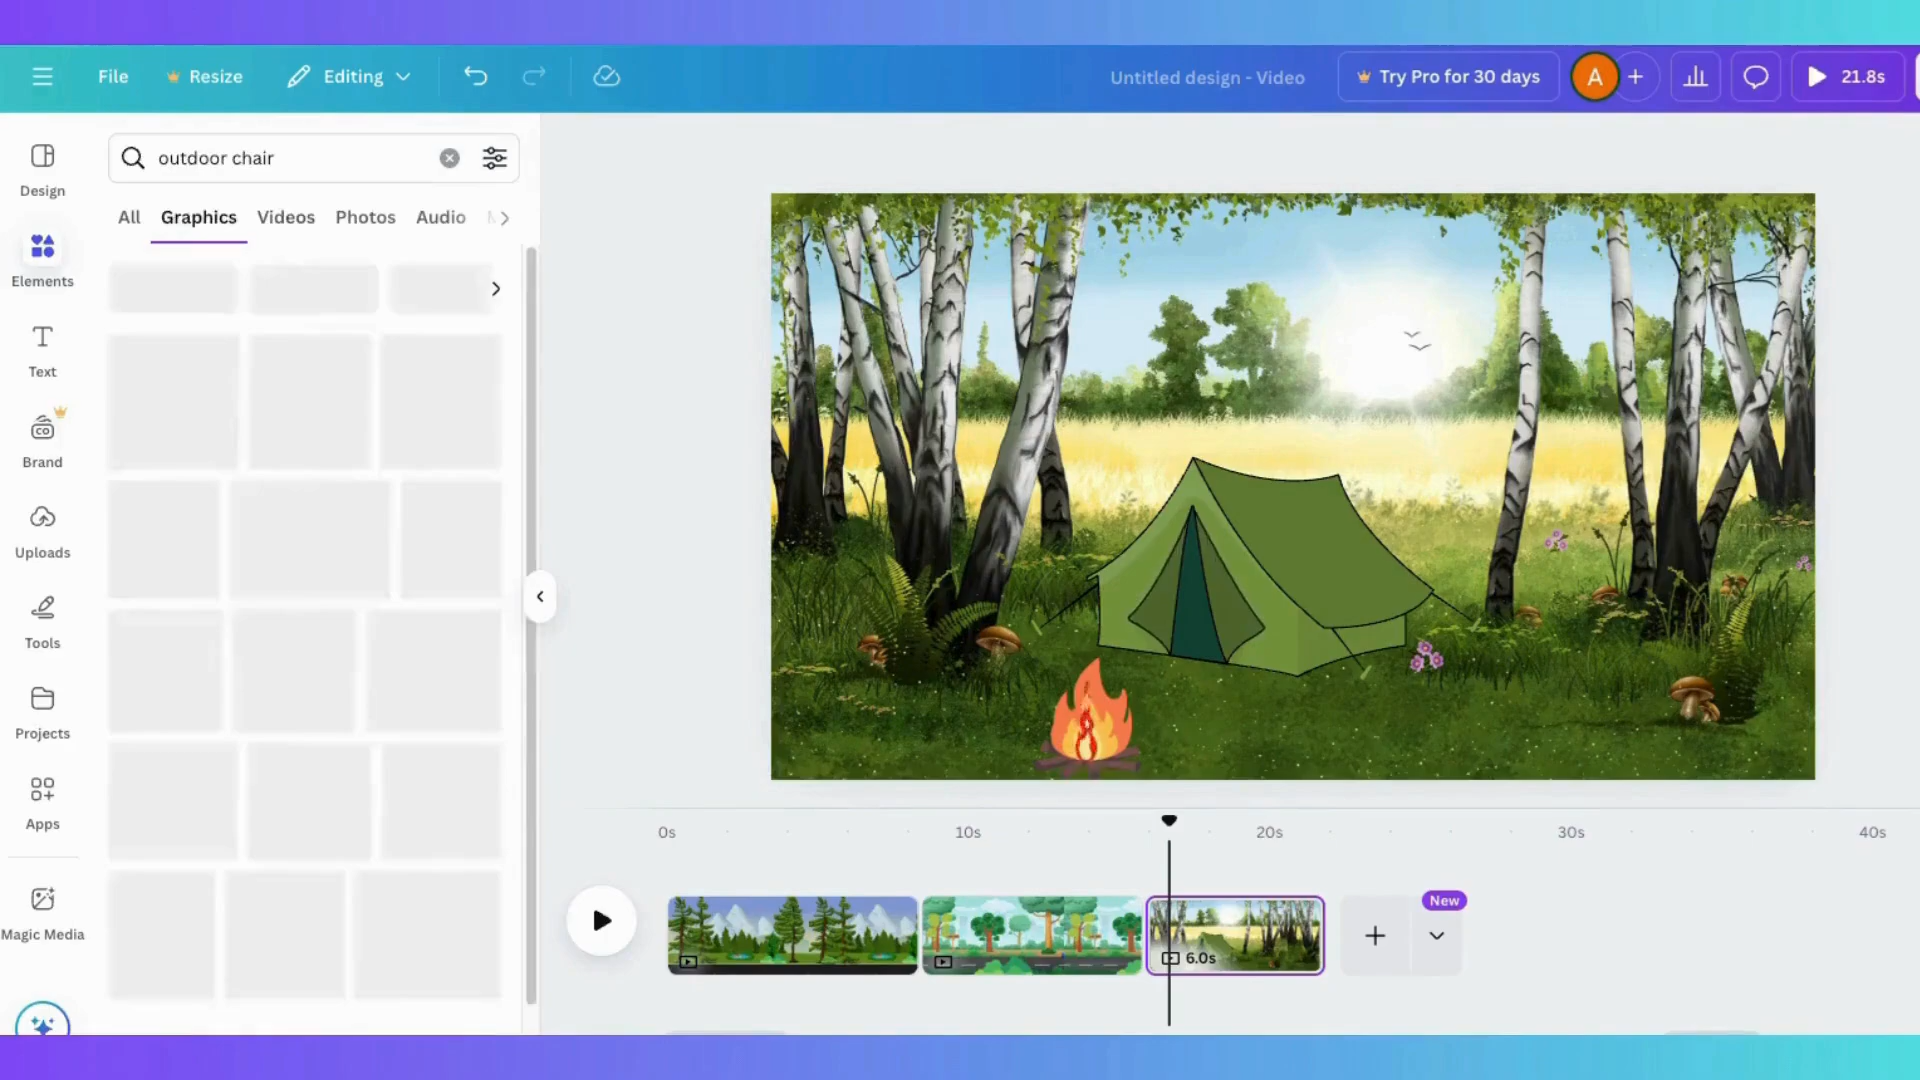 File
Resize
Editing
Untitled design - Video
Try Pro for 30 days
A
21.8s
Design
Elements
Text
Brand
Uploads
Tools
Projects
Apps
Magic Media
outdoor chair
All
Graphics
Videos
Photos
Audio
CO
0s
10s
20s
30s
40s
6.0s
New